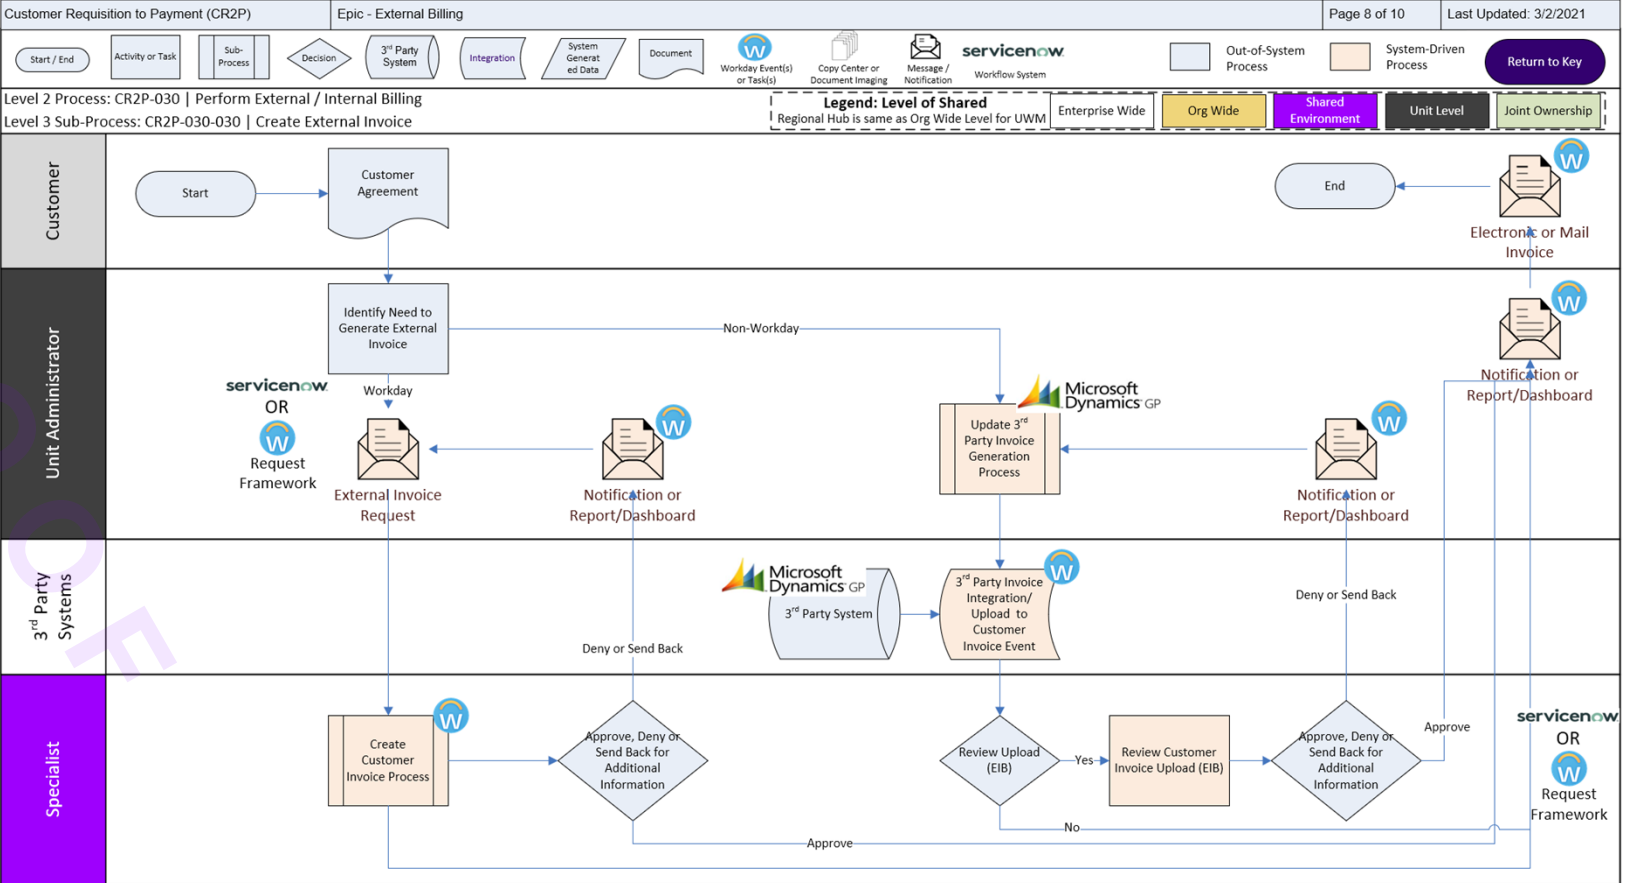 Customer Requisition to Payment (CR2P)
Epic - External Billing
Page 8 of 10
Last Updated: 3/2/2021
Start / End
Activity or Task
Sub-
Process
Decision
3rd Party
System
Integration
System
Generat
ed Data
Document
Workday Event(s)
or Task(s)
Copy Center or
Document Imaging
Message /
Notification
servicenow
Workflow System
Out-of-System
Process
System-Driven
Process
Return to Key
Level 2 Process: CR2P-030 | Perform External / Internal Billing
Level 3 Sub-Process: CR2P-030-030 | Create External Invoice
Legend: Level of Shared
Regional Hub is same as Org Wide Level for UWM
Enterprise Wide
Org Wide
Shared
Environment
Unit Level
Joint Ownership
Customer
Start
Customer
Agreement
End
Electronic or Mail
Invoice
Unit Administrator
Identify Need to
Generate External
Invoice
Non-Workday
Workday
servicenow
OR
Request
Framework
External Invoice
Request
Notification or
Report/Dashboard
Microsoft
Dynamics GP
Update 3rd
Party Invoice
Generation
Process
Notification or
Report/Dashboard
Notification or
Report/Dashboard
3rd Party
Systems
Deny or Send Back
Microsoft
Dynamics GP
3rd Party System
3rd Party Invoice
Integration/
Upload to
Customer
Invoice Event
Deny or Send Back
Specialist
Create
Customer
Invoice Process
Approve, Deny or
Send Back for
Additional
Information
Review Upload
(EIB)
Yes
Review Customer
Invoice Upload (EIB)
Approve, Deny or
Send Back for
Additional
Information
Approve
servicenow
OR
Request
Framework
No
Approve